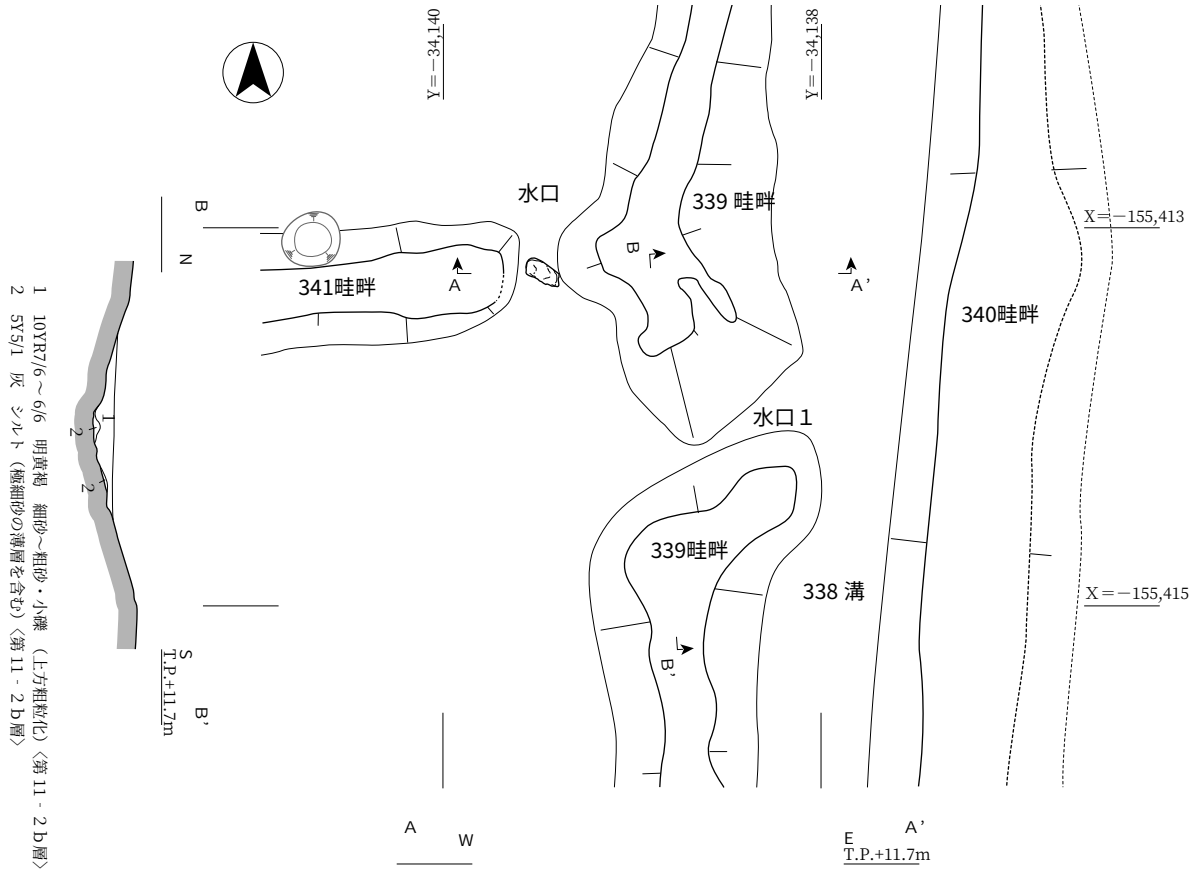 Y＝－34,140
Y＝－34,138
水口
339 畦畔
B
N
X＝－155,413
B
341畦畔
A
A’
340畦畔
水口１
1
2
2
339畦畔
338 溝
X＝－155,415
B’
S
T.P.+11.7m
B’
1　10YR7/6～6/6　明黄褐　細砂～粗砂・小礫　（上方粗粒化）〈第 11‐2ｂ層〉
2　5Y5/1　灰　シルト（極細砂の薄層を含む）〈第 11‐2ｂ層〉
A
W
E
A’
T.P.+11.7m